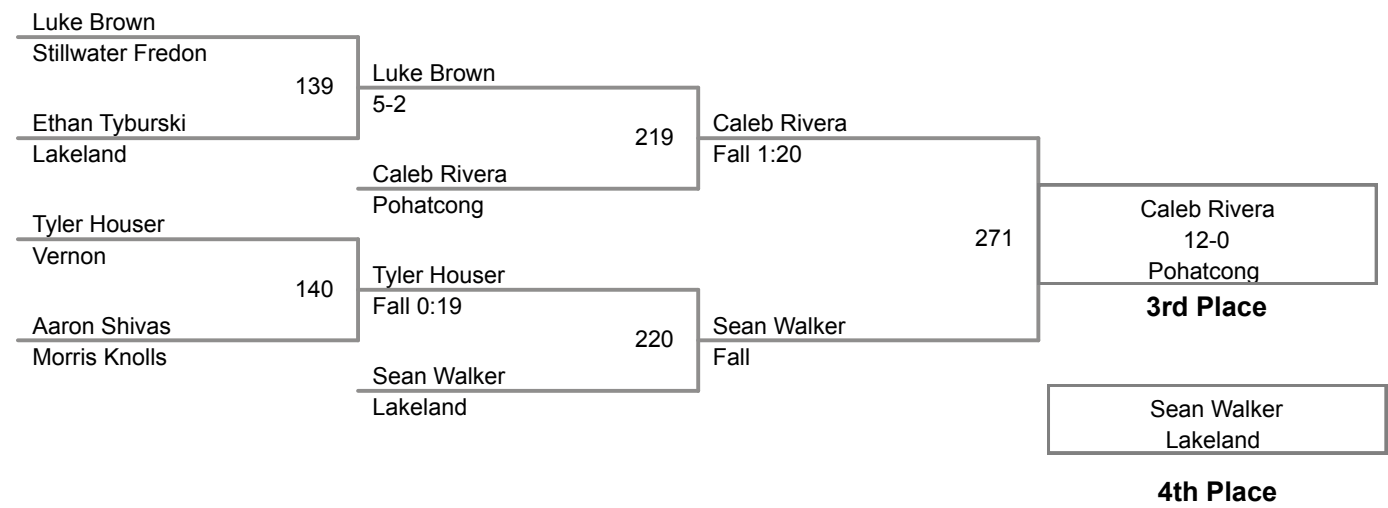 Luke Brown
Stillwater Fredon
139
Ethan Tyburski
Lakeland
Tyler Houser
Vernon
140
Aaron Shivas
Morris Knolls
Luke Brown
5-2
219
Caleb Rivera
Pohatcong
Tyler Houser
Fall 0:19
220
Sean Walker
Lakeland
Caleb Rivera
Fall 1:20
271
Sean Walker
Fall
Caleb Rivera
12-0
Pohatcong
3rd Place
Sean Walker
Lakeland
4th Place